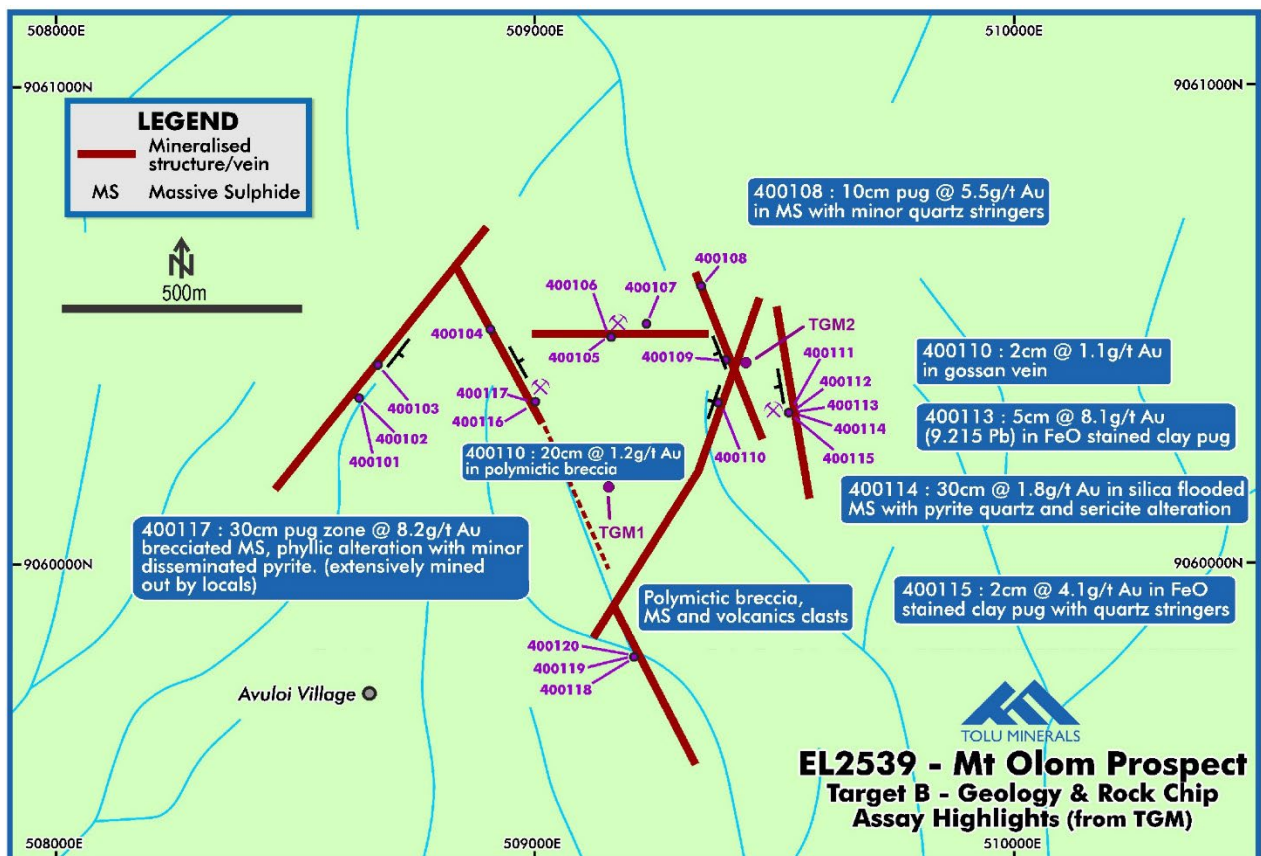 508000E
509000E
510000E
9061000N
9061000N
LEGEND
Mineralised
structure/vein
MS Massive Sulphide
N
500m
400108 : 10cm pug @ 5.5g/t Au
in MS with minor quartz stringers
400108
400107
400106
400105
400104
400109
TGM2
400103
400102
400101
400117
400116
400110
400111
400112
400113
400114
400115
400110 : 2cm @ 1.1g/t Au
in gossan vein
400113 : 5cm @ 8.1g/t Au
(9.215 Pb) in FeO stained clay pug
400110 : 20cm @ 1.2g/t Au
in polymictic breccia
TGM1
400114 : 30cm @ 1.8g/t Au in silica flooded
MS with pyrite quartz and sericite alteration
400117 : 30cm pug zone @ 8.2g/t Au
brecciated MS, phyllic alteration with minor
disseminated pyrite. (extensively mined
out by locals)
9060000N
9060000N
Polymictic breccia,
MS and volcanics clasts
400115 : 2cm @ 4.1g/t Au in FeO
stained clay pug with quartz stringers
400120
400119
400118
Avuloi Village
TOLU MINERALS
EL2539 - Mt Olom Prospect
Target B - Geology & Rock Chip
Assay Highlights (from TGM)
508000E
509000E
510000E